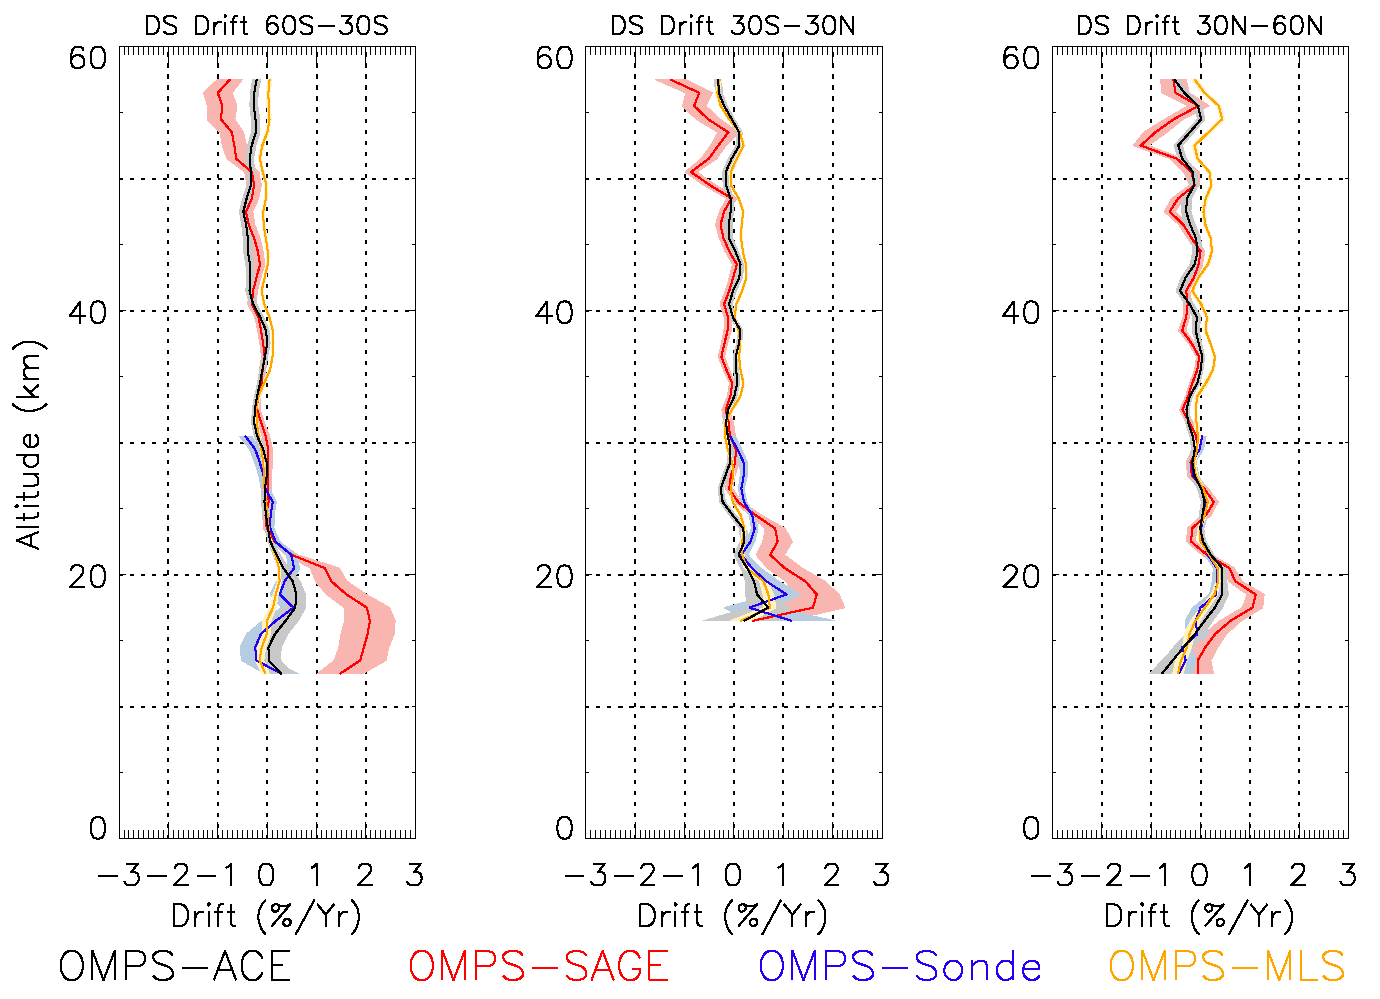 DS Drift 60S-30S DS Drift 30S-30N DS Drift 30N-60N
60 60 60
40 40 40
Altitude (km)
20 20 20
0 0 0
-3 -2 -1 0 1 2 3 -3 -2 -1 0 1 2 3 -3 -2 -1 0 1 2 3
Drift (%/Yr) Drift (%/Yr) Drift (%/Yr)
OMPS-ACE OMPS-SAGE OMPS-Sonde OMPS-MLS